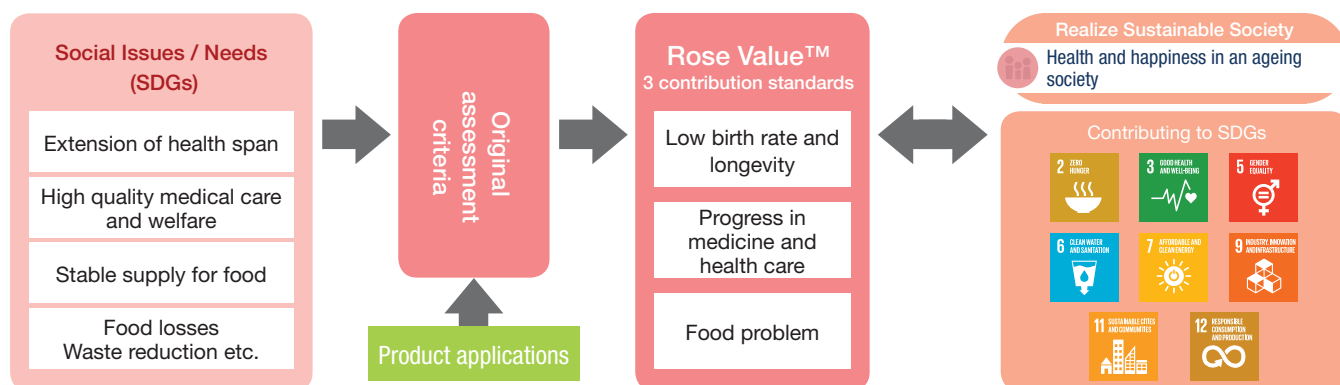 Social Issues / Needs
(SDGs)
Extension of health span
High quality medical care
and welfare
Stable supply for food
Food losses
Waste reduction etc.
Original
assessment
criteria
Product applications
Rose Value™
3 contribution standards
Low birth rate and
longevity
Progress in
medicine and
health care
Food problem
Realize Sustainable Society
Health and happiness in an ageing
society
Contributing to SDGs
2 ZERO
HUNGER
3 GOOD HEALTH
AND WELL-BEING
5 GENDER
EQUALITY
6 CLEAN WATER
AND SANITATION
7 AFFORDABLE AND
CLEAN ENERGY
9 INDUSTRY, INNOVATION
AND INFRASTRUCTURE
11 SUSTAINABLE CITIES
AND COMMUNITIES
12 RESPONSIBLE
CONSUMPTION
AND PRODUCTION